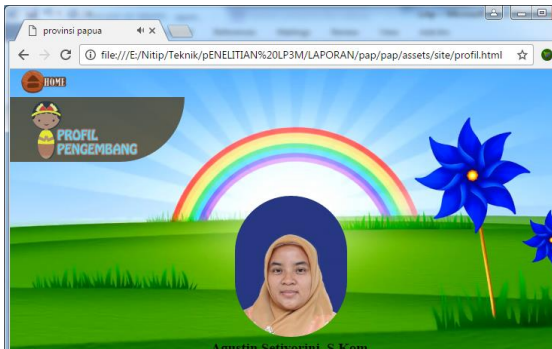 provinsi papua
file:///E:/Nitip/Teknik/pENELITIAN%20LP3M/LAPORAN/pap/pap/assets/site/profil.html
HOME
PROFIL
PENGEMBANG
Agustin Setiyorini, S.Kom